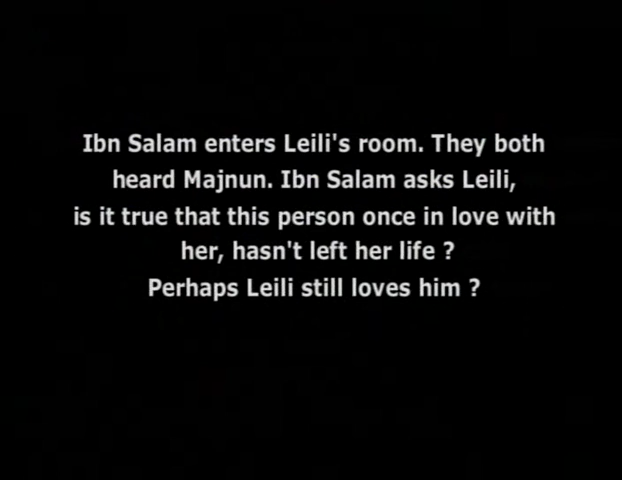 Ibn Salam enters Leili's room. They both
heard Majnun. Ibn Salam asks Leili,
is it true that this person once in love with
her, hasn't left her life ?
Perhaps Leili still loves him ?